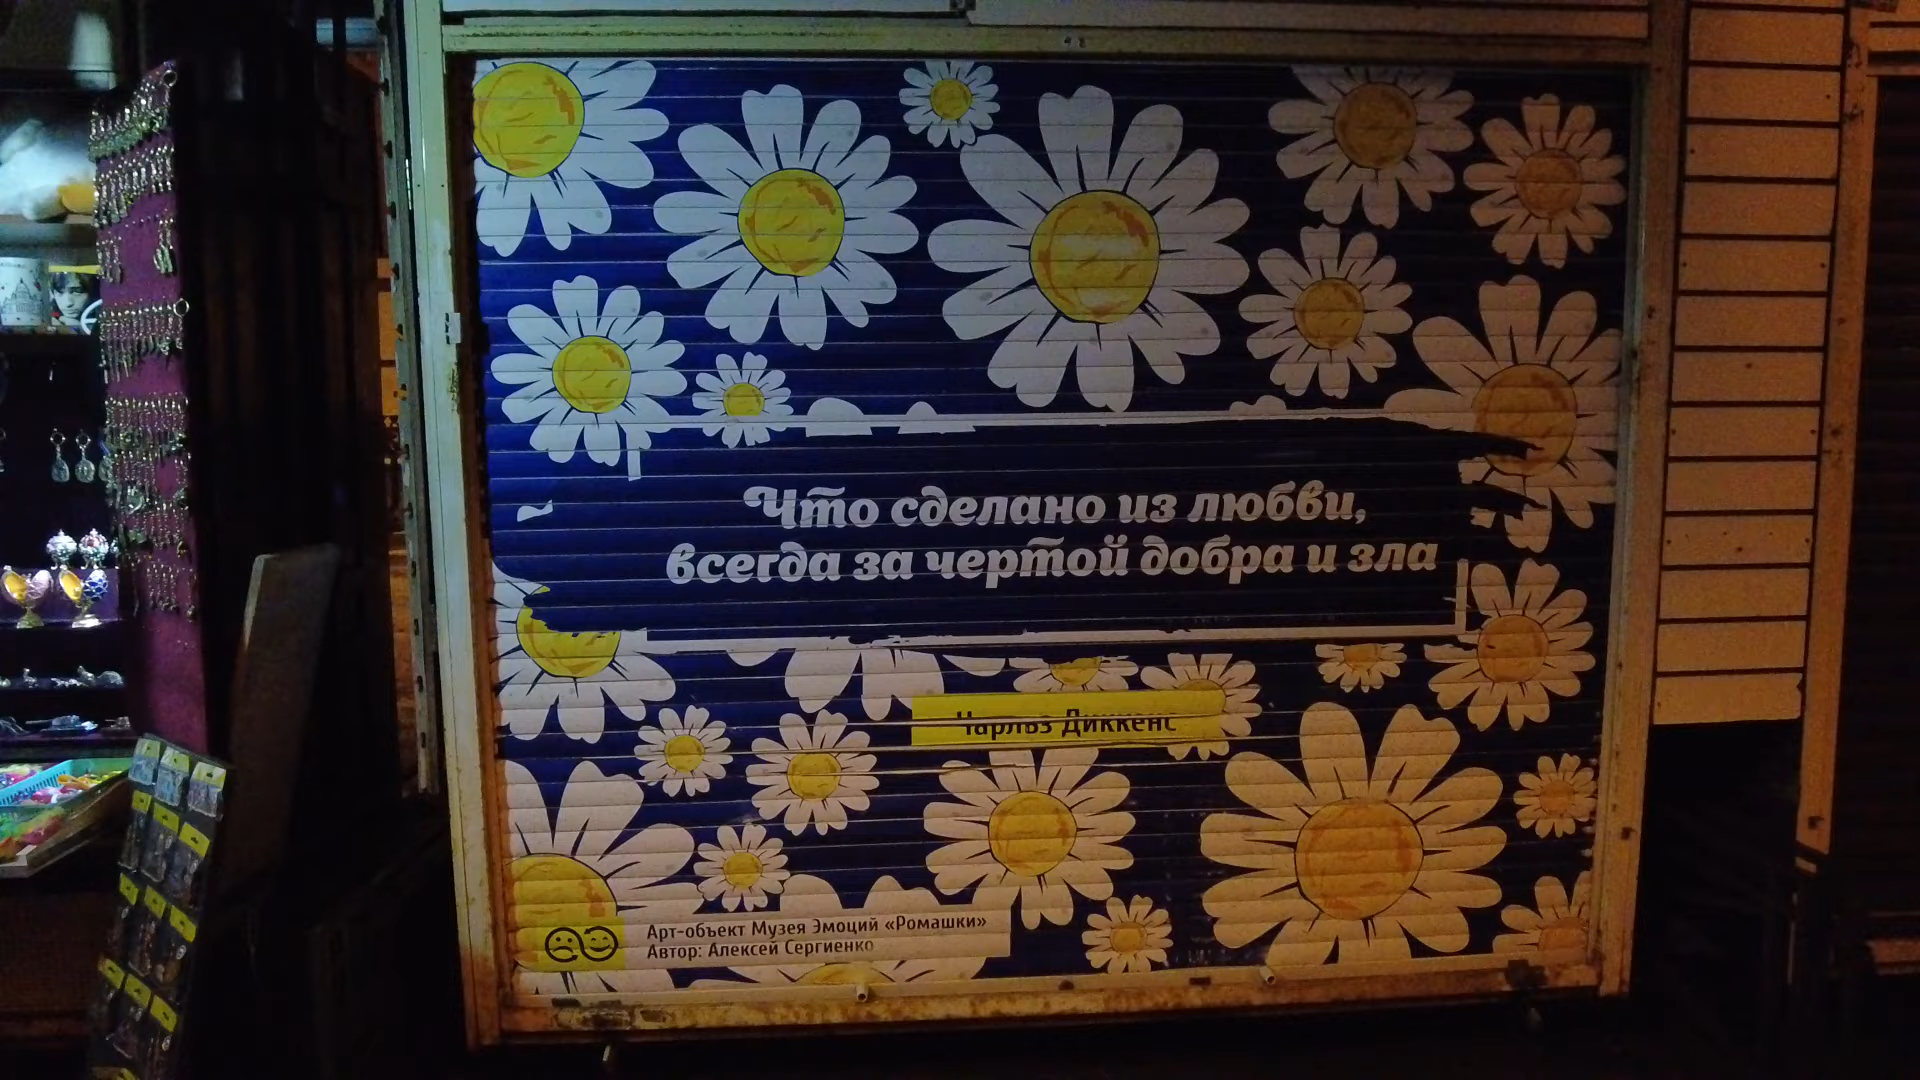 Что сделано из любви,
всегда за чертой добра и зла
Чарльз Диккенс
Арт-объект Музея Эмоций «Ромашки»
Автор: Алексей Сергиенко